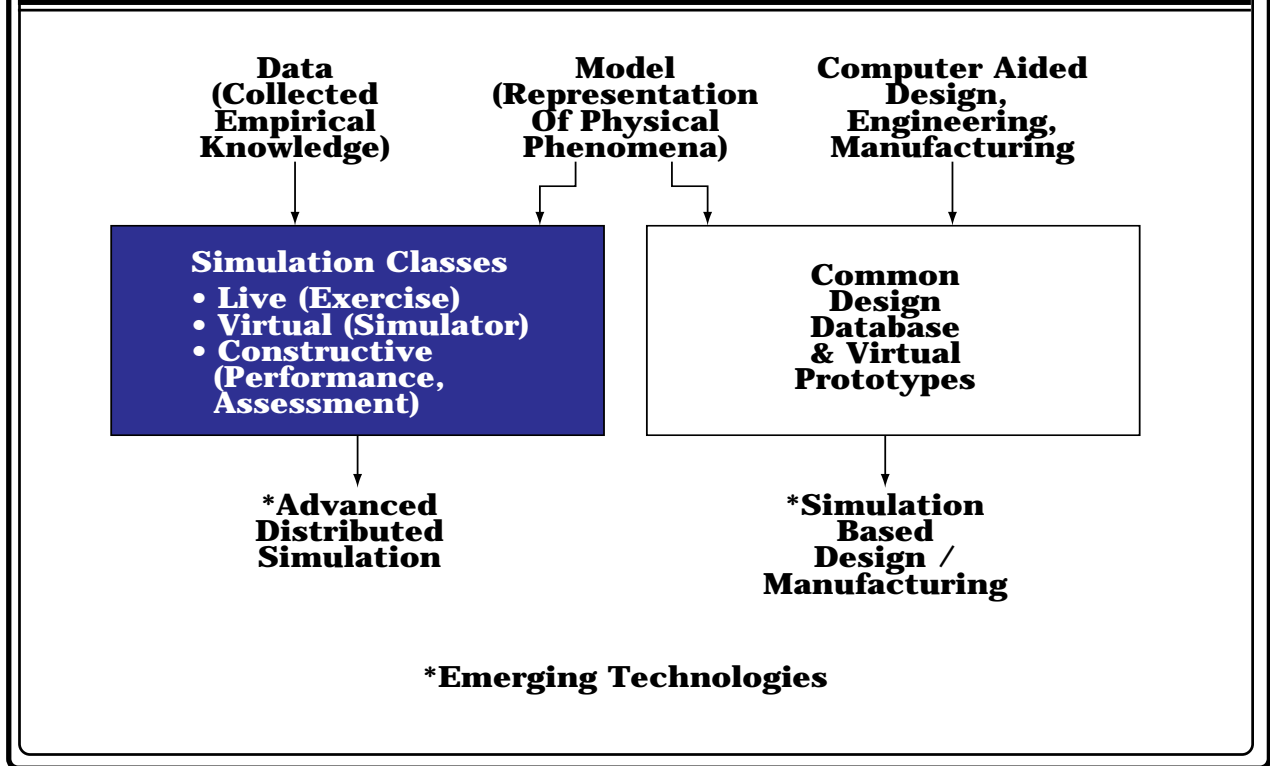 Data
(Collected
Empirical
Knowledge)
Model
(Representation
Of Physical
Phenomena)
Computer Aided
Design,
Engineering,
Manufacturing
Simulation Classes
• Live (Exercise)
• Virtual (Simulator)
• Constructive
(Performance,
Assessment)
Common
Design
Database
& Virtual
Prototypes
*Advanced
Distributed
Simulation
*Simulation
Based
Design /
Manufacturing
*Emerging Technologies